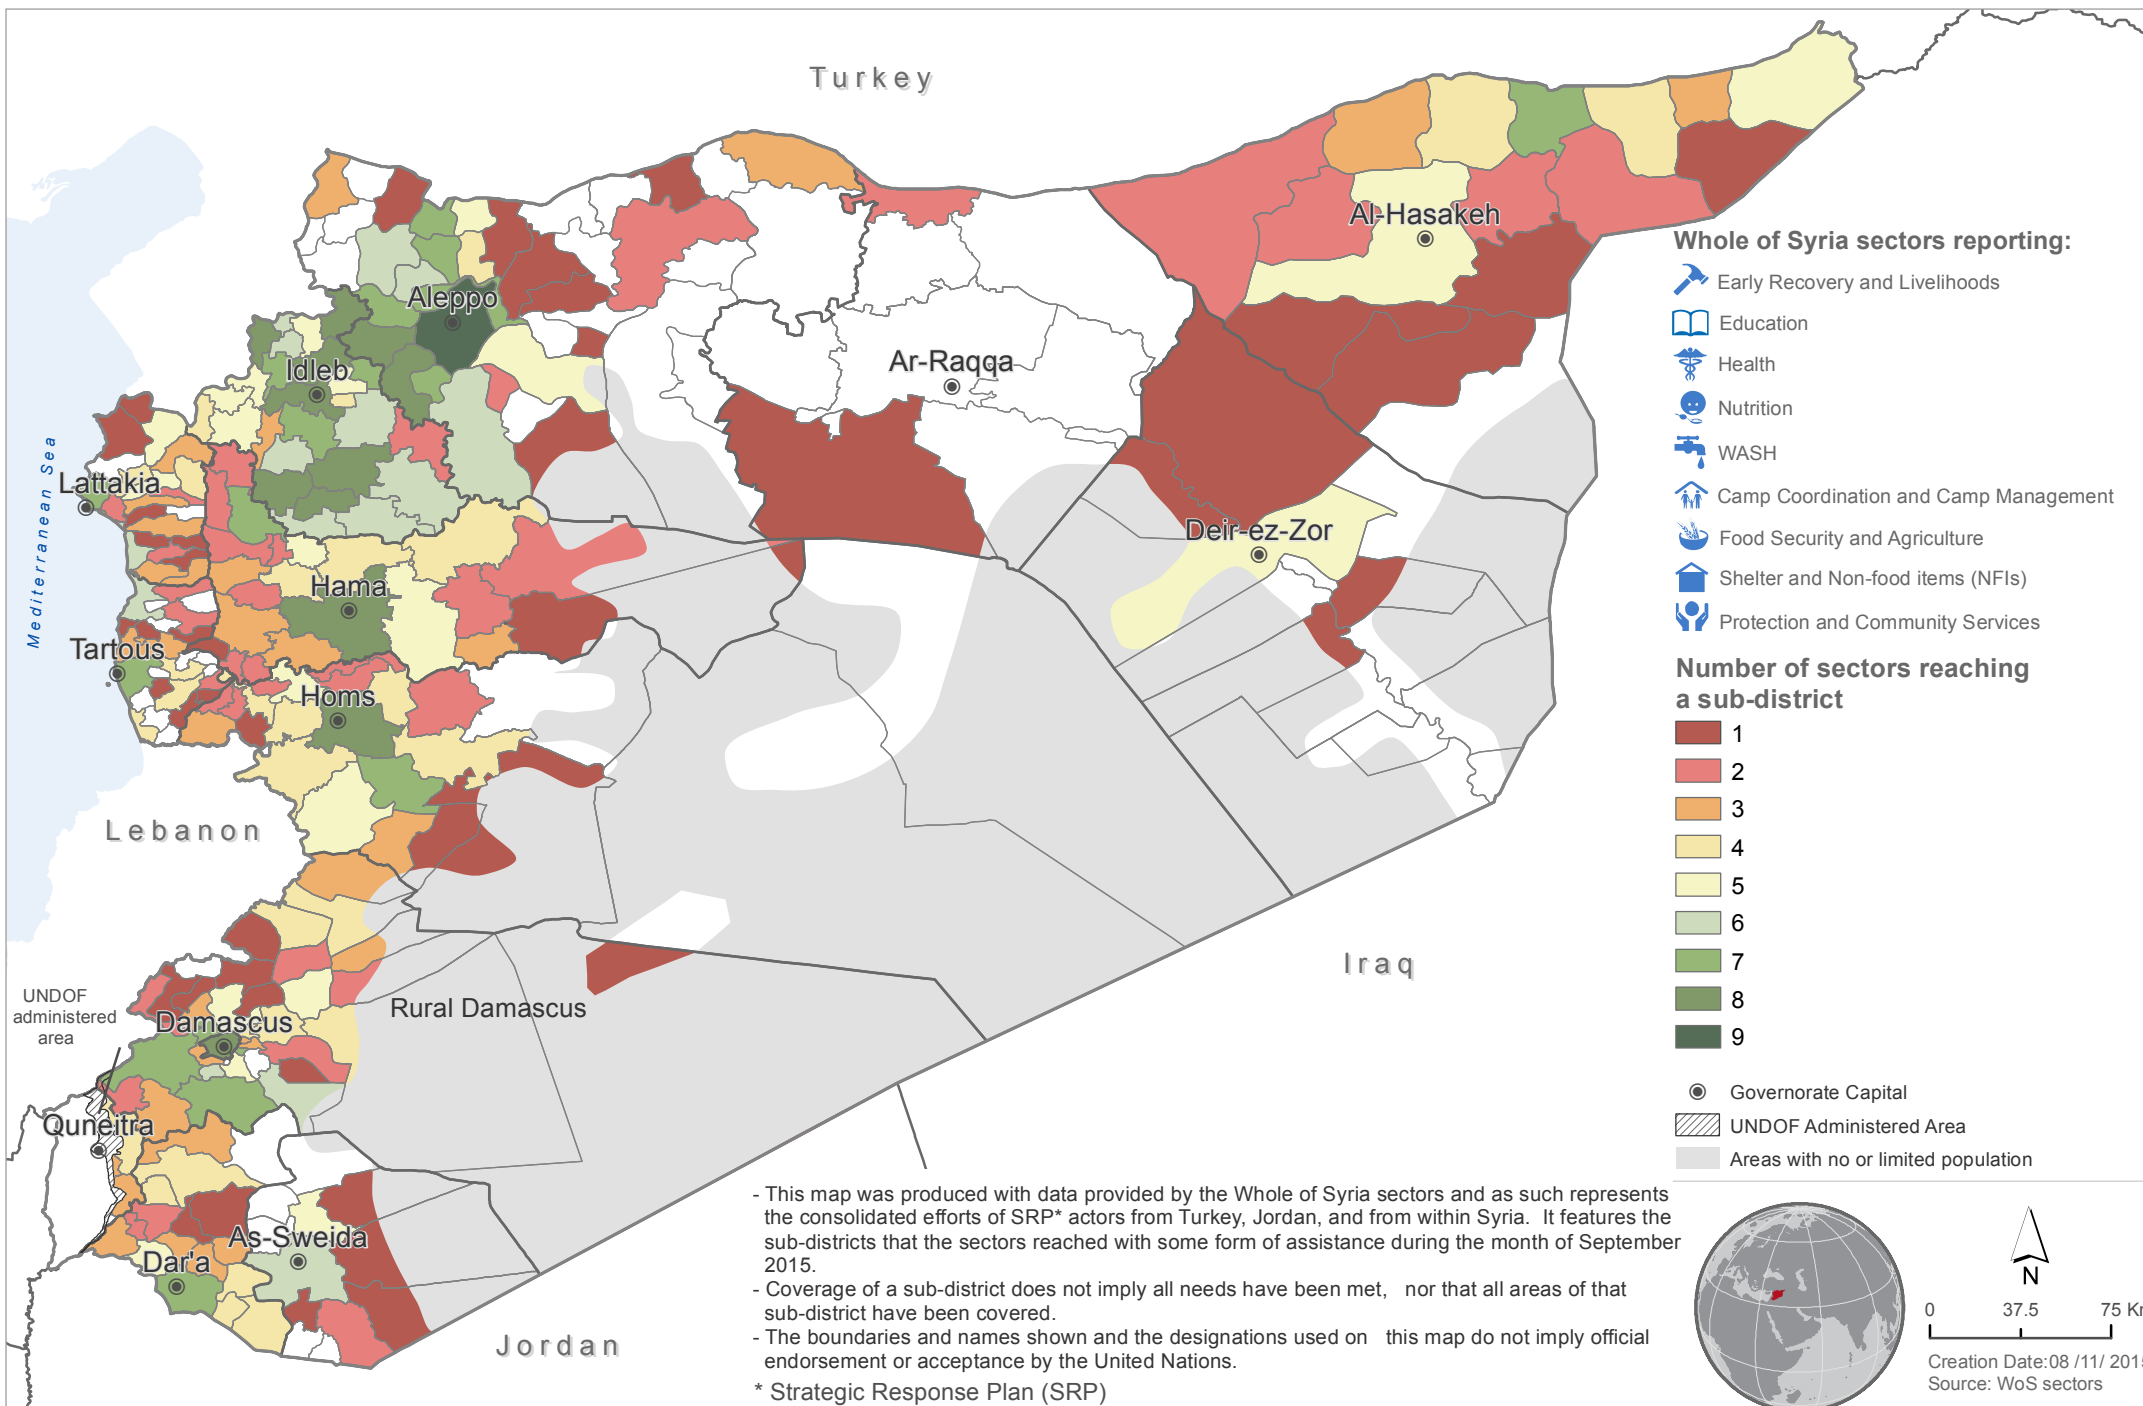 Turkey
Al-Hasakeh
Aleppo
Idleb
Ar-Raqqa
Lattakia
Mediterranean Sea
Deir-ez-Zor
Hama
Tartous
Homs
Lebanon
Iraq
UNDOF
administered
area
Rural Damascus
Damascus
Quneitra
As-Sweida
Dar'a
Jordan
Whole of Syria sectors reporting:
Early Recovery and Livelihoods
Education
Health
Nutrition
WASH
Camp Coordination and Camp Management
Food Security and Agriculture
Shelter and Non-food items (NFIs)
Protection and Community Services
Number of sectors reaching
a sub-district
1
2
3
4
5
6
7
8
9
Governorate Capital
UNDOF Administered Area
Areas with no or limited population
- This map was produced with data provided by the Whole of Syria sectors and as such represents
the consolidated efforts of SRP* actors from Turkey, Jordan, and from within Syria. It features the
sub-districts that the sectors reached with some form of assistance during the month of September
2015.
- Coverage of a sub-district does not imply all needs have been met, nor that all areas of that
sub-district have been covered.
- The boundaries and names shown and the designations used on this map do not imply official
endorsement or acceptance by the United Nations.
* Strategic Response Plan (SRP)
N
0 37.5 75 Km
Creation Date:08 /11/ 2015
Source: WoS sectors